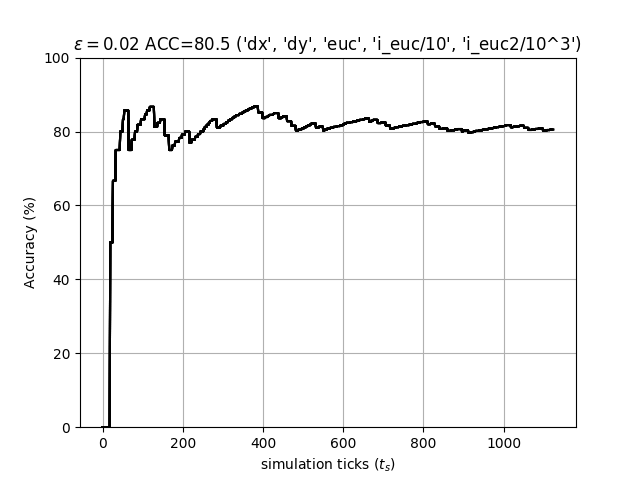 ε = 0.02 ACC=80.5 ('dx', 'dy', 'euc', 'i_euc/10', 'i_euc2/10^3')
100
80
60
40
20
0
Accuracy (%)
0 200 400 600 800 1000
simulation ticks (tₛ)